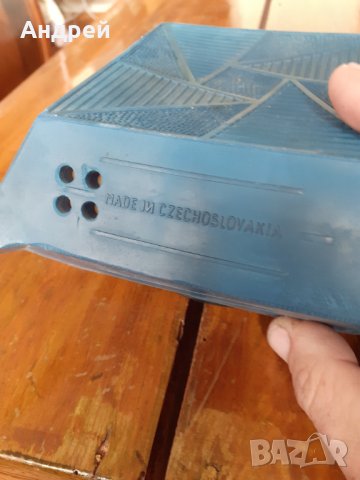 Андрей
MADE IN CZECHOSLOVAKIA
BAZAR